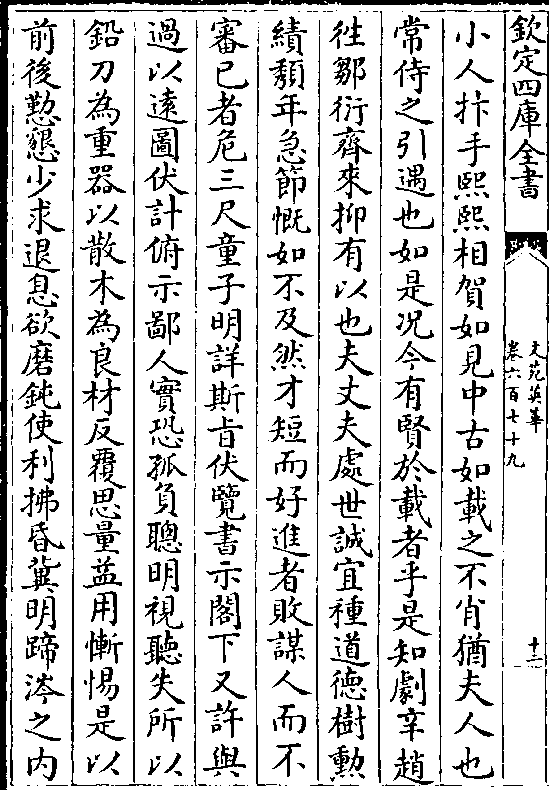 欽定四庫全書
文苑英華
卷六百七十九
十二
小人抃手熙熙相賀如見中古如載之不肖猶夫人也
常侍之引遇也如是况今有賢於載者乎是知劇辛趙
徃鄒衍齊來抑有以也夫丈夫處世誠宜種道德樹勲
績頽年急節慨如不及然才短而好進者敗謀人而不
審已者危三尺童子明詳斯㫖伏覽書示閣下又許與
過以逺圖伏計俯示鄙人實恐孤負聰明視聽失所以
鉛刀為重器以散木為良材反覆思量益用慚惕是以
前後懃懇少求退息欲磨鈍使利拂昏冀明蹄涔之内